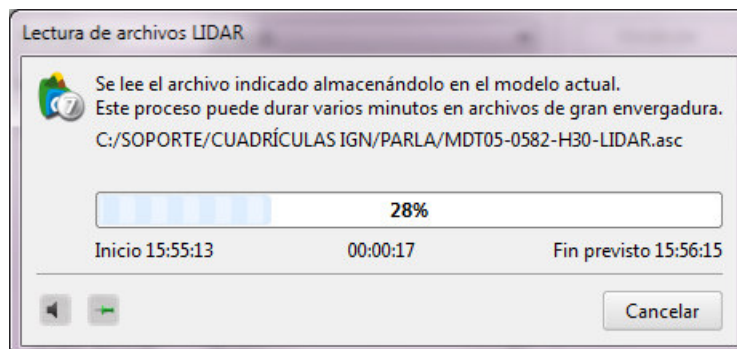 Lectura de archivos LIDAR
Se lee el archivo indicado almacenándolo en el modelo actual.
Este proceso puede durar varios minutos en archivos de gran envergadura.
C:/SOPORTE/CUADRÍCULAS IGN/PARLA/MDT05-0582-H30-LIDAR.asc
28%
Inicio 15:55:13 00:00:17 Fin previsto 15:56:15
Cancelar